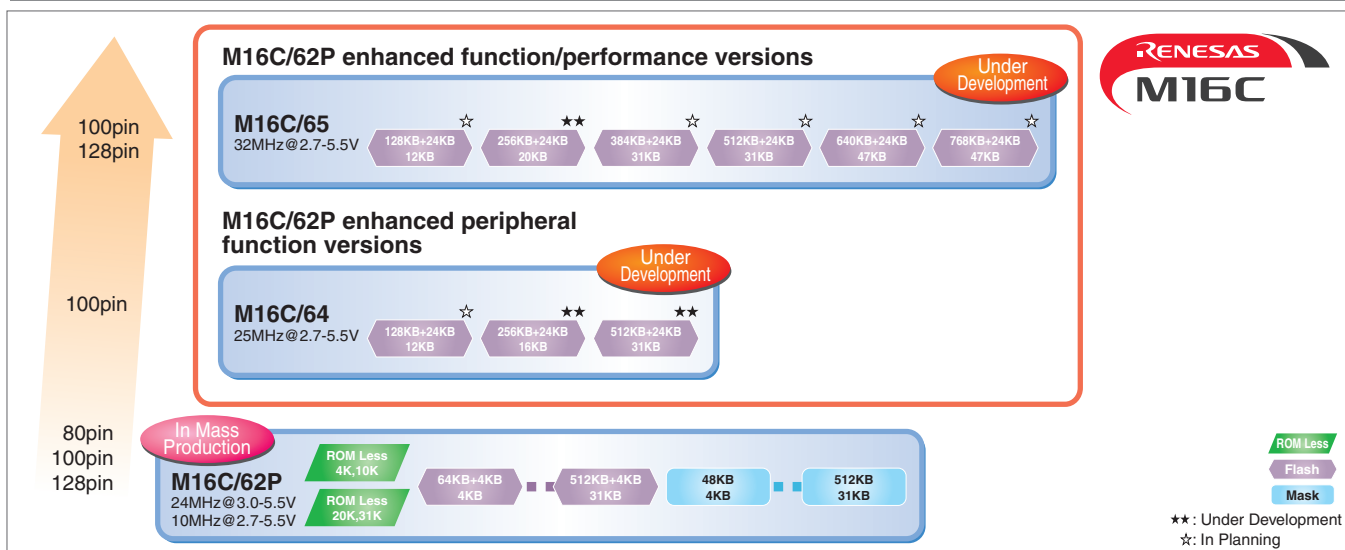 RENESAS
M16C
M16C/62P enhanced function/performance versions
Under
Development
100pin
128pin
M16C/65
32MHz@2.7-5.5V
☆
128KB+24KB
12KB
★★
256KB+24KB
20KB
☆
384KB+24KB
31KB
☆
512KB+24KB
31KB
☆
640KB+24KB
47KB
☆
768KB+24KB
47KB
M16C/62P enhanced peripheral
function versions
Under
Development
100pin
M16C/64
25MHz@2.7-5.5V
☆
128KB+24KB
12KB
★★
256KB+24KB
16KB
★★
512KB+24KB
31KB
80pin
100pin
128pin
In Mass
Production
M16C/62P
24MHz@3.0-5.5V
10MHz@2.7-5.5V
ROM Less
4K,10K
ROM Less
20K,31K
64KB+4KB
4KB
512KB+4KB
31KB
48KB
4KB
512KB
31KB
ROM Less
Flash
Mask
★★: Under Development
☆: In Planning